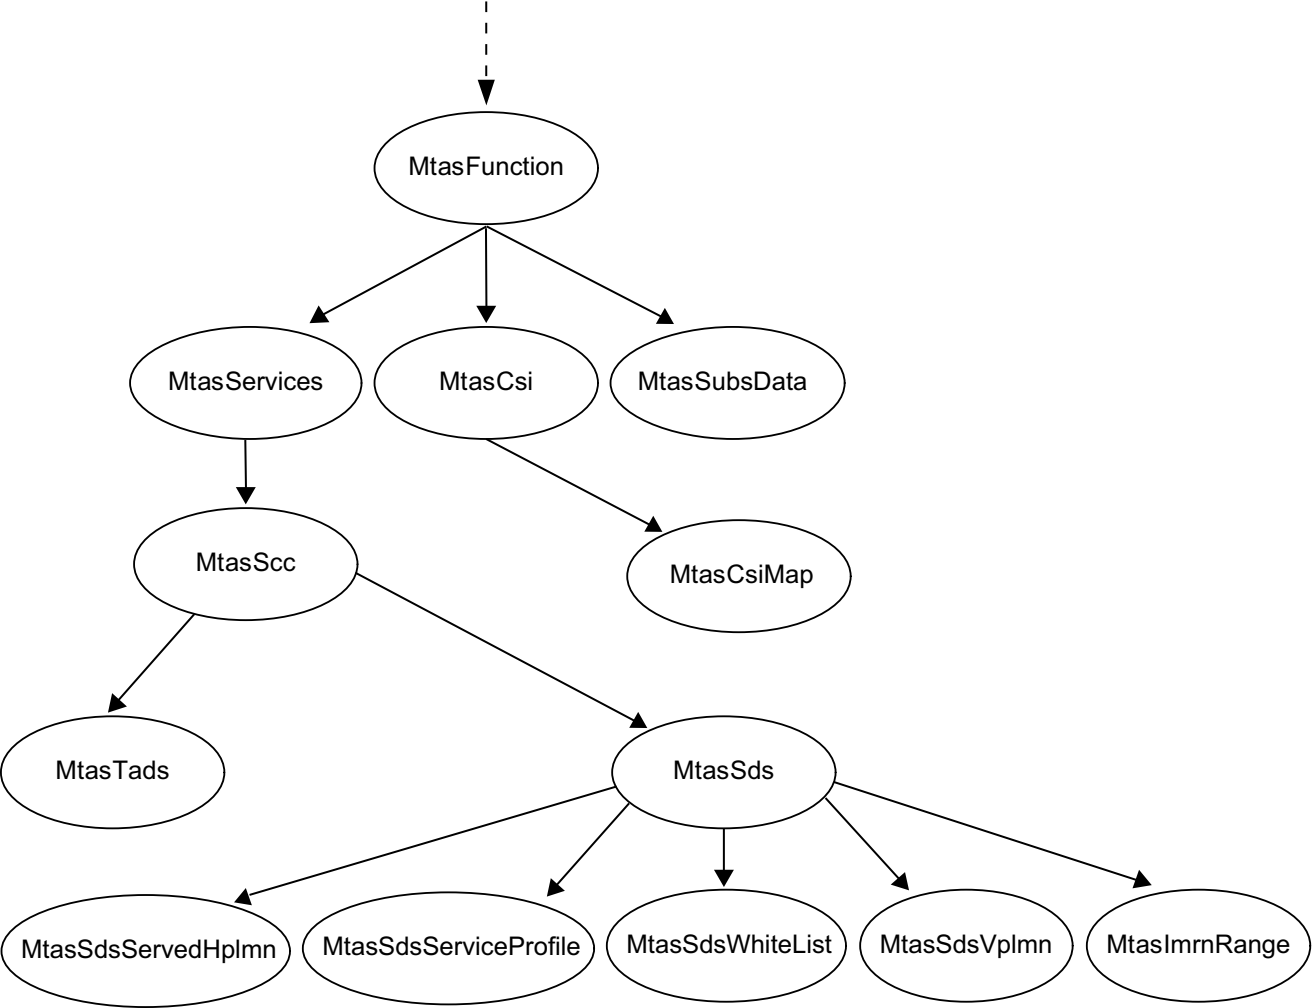 MtasFunction
MtasServices
MtasCsi
MtasSubsData
MtasScc
MtasCsiMap
MtasTads
MtasSds
MtasSdsServedHplmn
MtasSdsServiceProfile
MtasSdsWhiteList
MtasSdsVplmn
MtasImrnRange